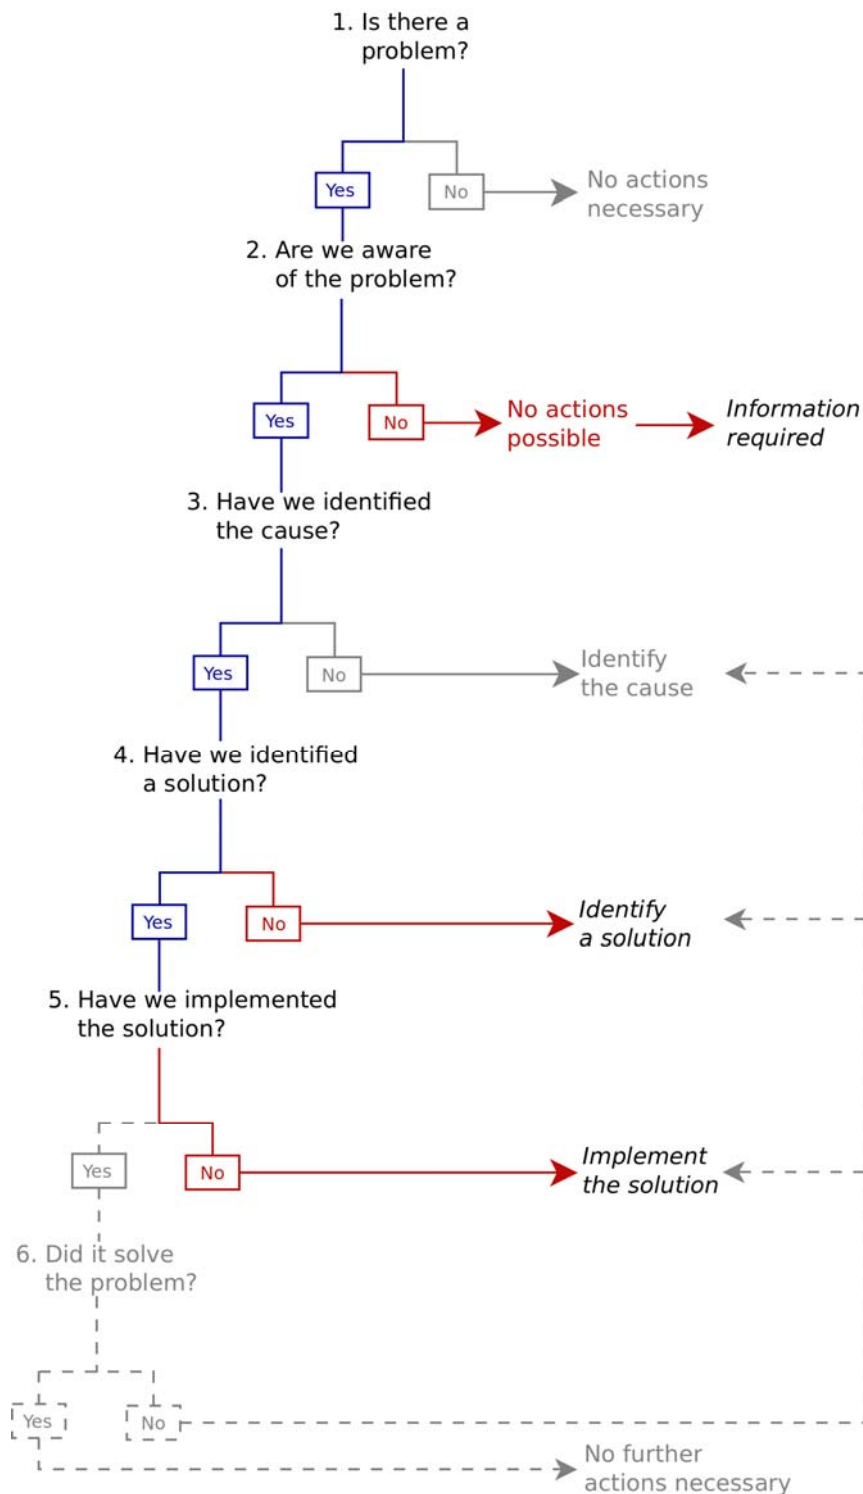 1. Is there a
problem?
Yes
No
No actions
necessary
2. Are we aware
of the problem?
Yes
No
No actions
possible
Information
required
3. Have we identified
the cause?
Yes
No
Identify
the cause
4. Have we identified
a solution?
Yes
No
Identify
a solution
5. Have we implemented
the solution?
Yes
No
Implement
the solution
6. Did it solve
the problem?
Yes
No
No further
actions necessary